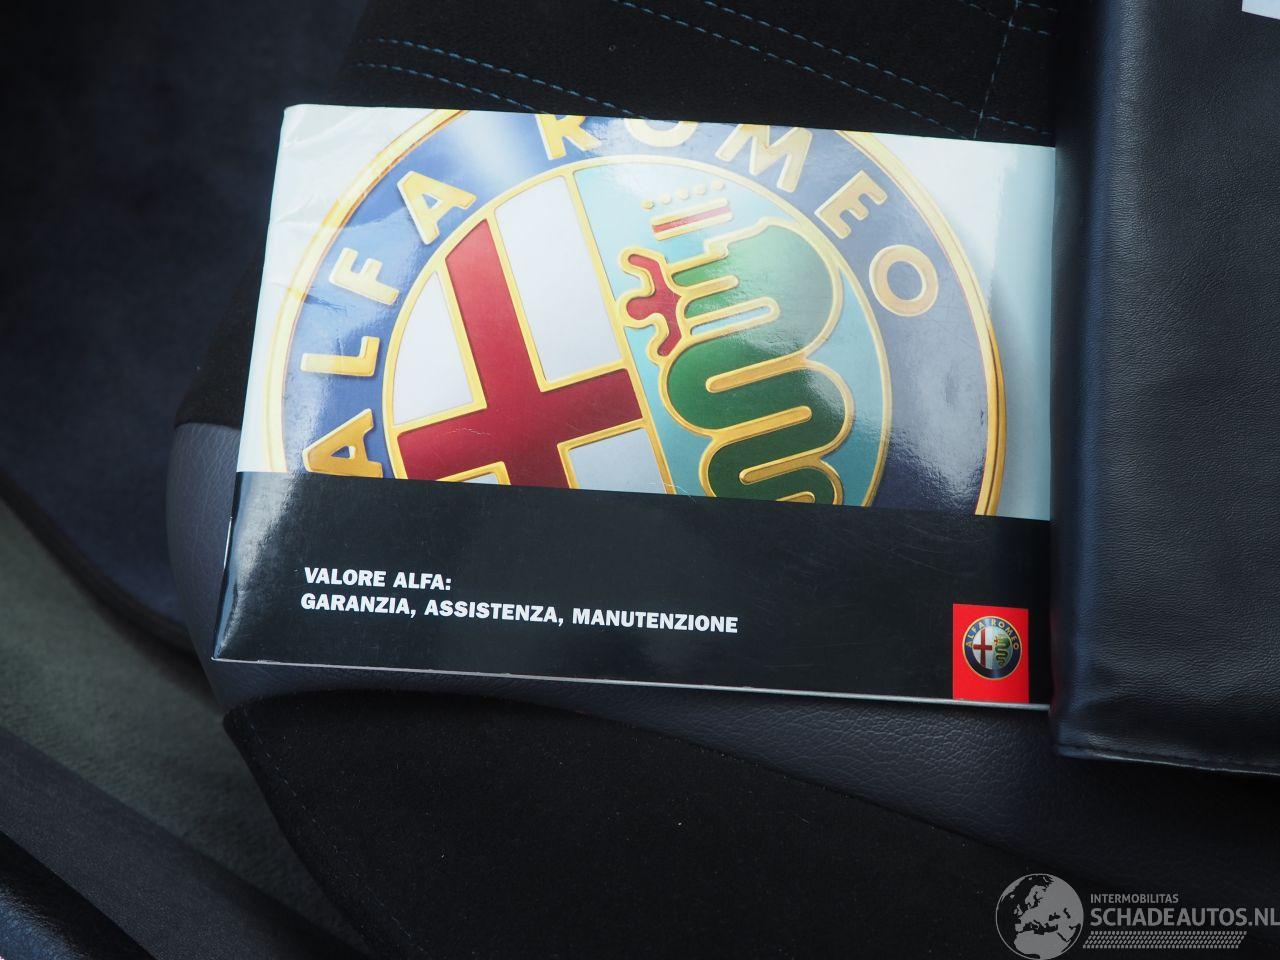 ALFA ROMEO
VALORE ALFA:
GARANZIA, ASSISTENZA, MANUTENZIONE
ALFA ROMEO
INTERMOBILITAS
SCHADEAUTOS.NL